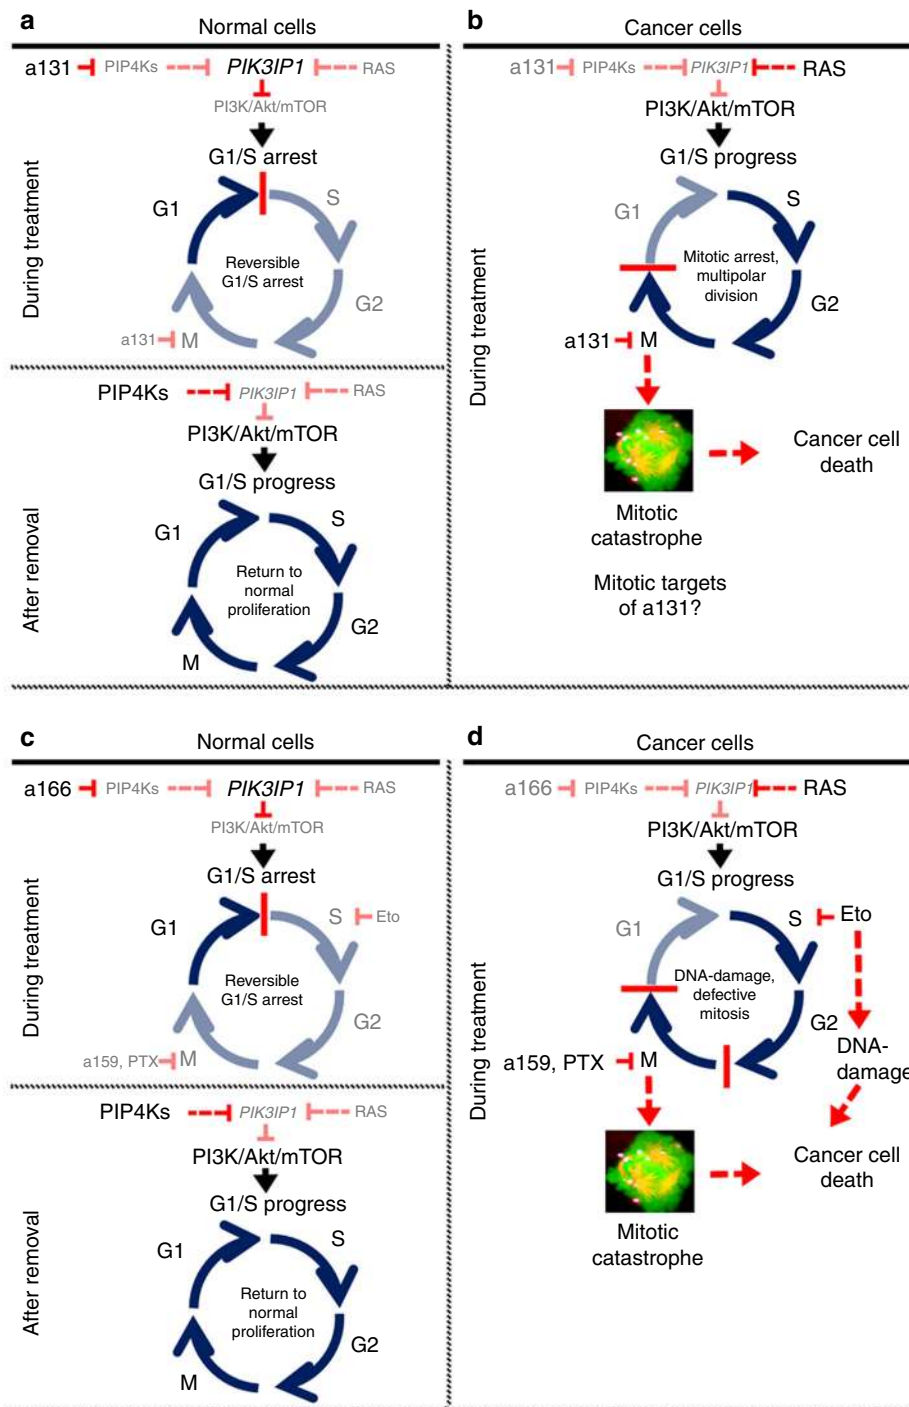 a
Normal cells
a131 PIP4Ks PIK3IP1 RAS
PI3K/Akt/mTOR
G1/S arrest
G1
S
Reversible
G1/S arrest
G2
a131 M
During treatment
PIP4Ks PIK3IP1 RAS
PI3K/Akt/mTOR
G1/S progress
G1
S
Return to
normal
proliferation
G2
M
After removal
b
Cancer cells
a131 PIP4Ks PIK3IP1 RAS
PI3K/Akt/mTOR
G1/S progress
G1
S
Mitotic arrest,
multipolar
division
G2
a131 M
During treatment
Cancer cell
death
Mitotic
catastrophe
Mitotic targets
of a131?
c
Normal cells
a166 PIP4Ks PIK3IP1 RAS
PI3K/Akt/mTOR
G1/S arrest
G1
S Eto
Reversible
G1/S arrest
G2
a159, PTX M
During treatment
PIP4Ks PIK3IP1 RAS
PI3K/Akt/mTOR
G1/S progress
G1
S
Return to
normal
proliferation
G2
M
After removal
d
Cancer cells
a166 PIP4Ks PIK3IP1 RAS
PI3K/Akt/mTOR
G1/S progress
G1
S Eto
DNA-damage,
defective
mitosis
G2
DNA-
damage
a159, PTX M
During treatment
Cancer cell
death
Mitotic
catastrophe